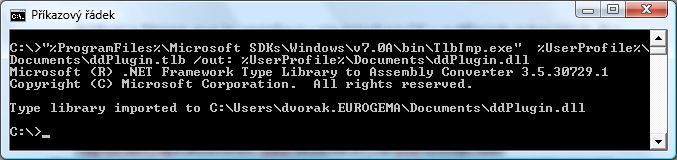 Příkazový řádek
C:\>"%ProgramFiles%\Microsoft SDKs\Windows\v7.0A\bin\TlbImp.exe"  %UserProfile%\
Documents\ddPlugin.tlb /out: %UserProfile%\Documents\ddPlugin.dll
Microsoft (R) .NET Framework Type Library to Assembly Converter 3.5.30729.1
Copyright (C) Microsoft Corporation.  All rights reserved.
Type library imported to C:\Users\dvorak.EUROGEMA\Documents\ddPlugin.dll
C:\>_